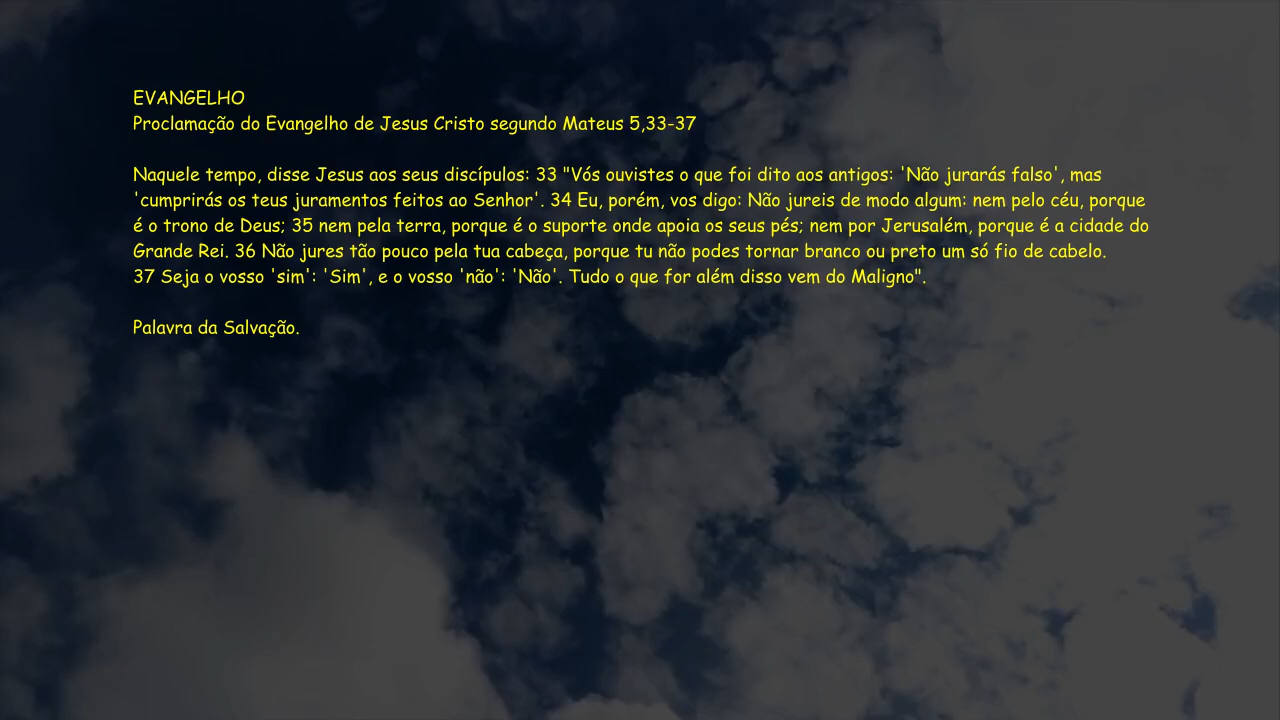 EVANGELHO
Proclamação do Evangelho de Jesus Cristo segundo Mateus 5,33-37
Naquele tempo, disse Jesus aos seus discípulos: 33 "Vós ouvistes o que foi dito aos antigos: 'Não jurarás falso', mas
'cumprirás os teus juramentos feitos ao Senhor'. 34 Eu, porém, vos digo: Não jureis de modo algum: nem pelo céu, porque
é o trono de Deus; 35 nem pela terra, porque é o suporte onde apoia os seus pés; nem por Jerusalém, porque é a cidade do
Grande Rei. 36 Não jures tão pouco pela tua cabeça, porque tu não podes tornar branco ou preto um só fio de cabelo.
37 Seja o vosso 'sim': 'Sim', e o vosso 'não': 'Não'. Tudo o que for além disso vem do Maligno".
Palavra da Salvação.